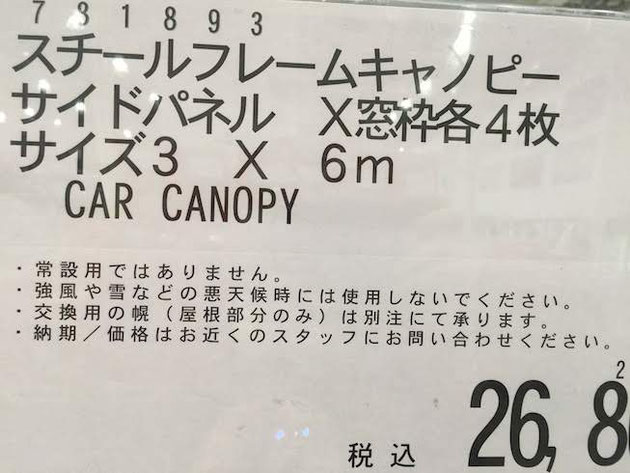 731893
スチールフレームキャノピー
サイドパネル X窓枠各4枚
サイズ3 X 6m
CAR CANOPY
・常設用ではありません。
・強風や雪などの悪天候時には使用しないでください。
・交換用の幌(屋根部分のみ)は別注にて承ります。
・納期/価格はお近くのスタッフにお問い合わせください。
2
税込 26,8